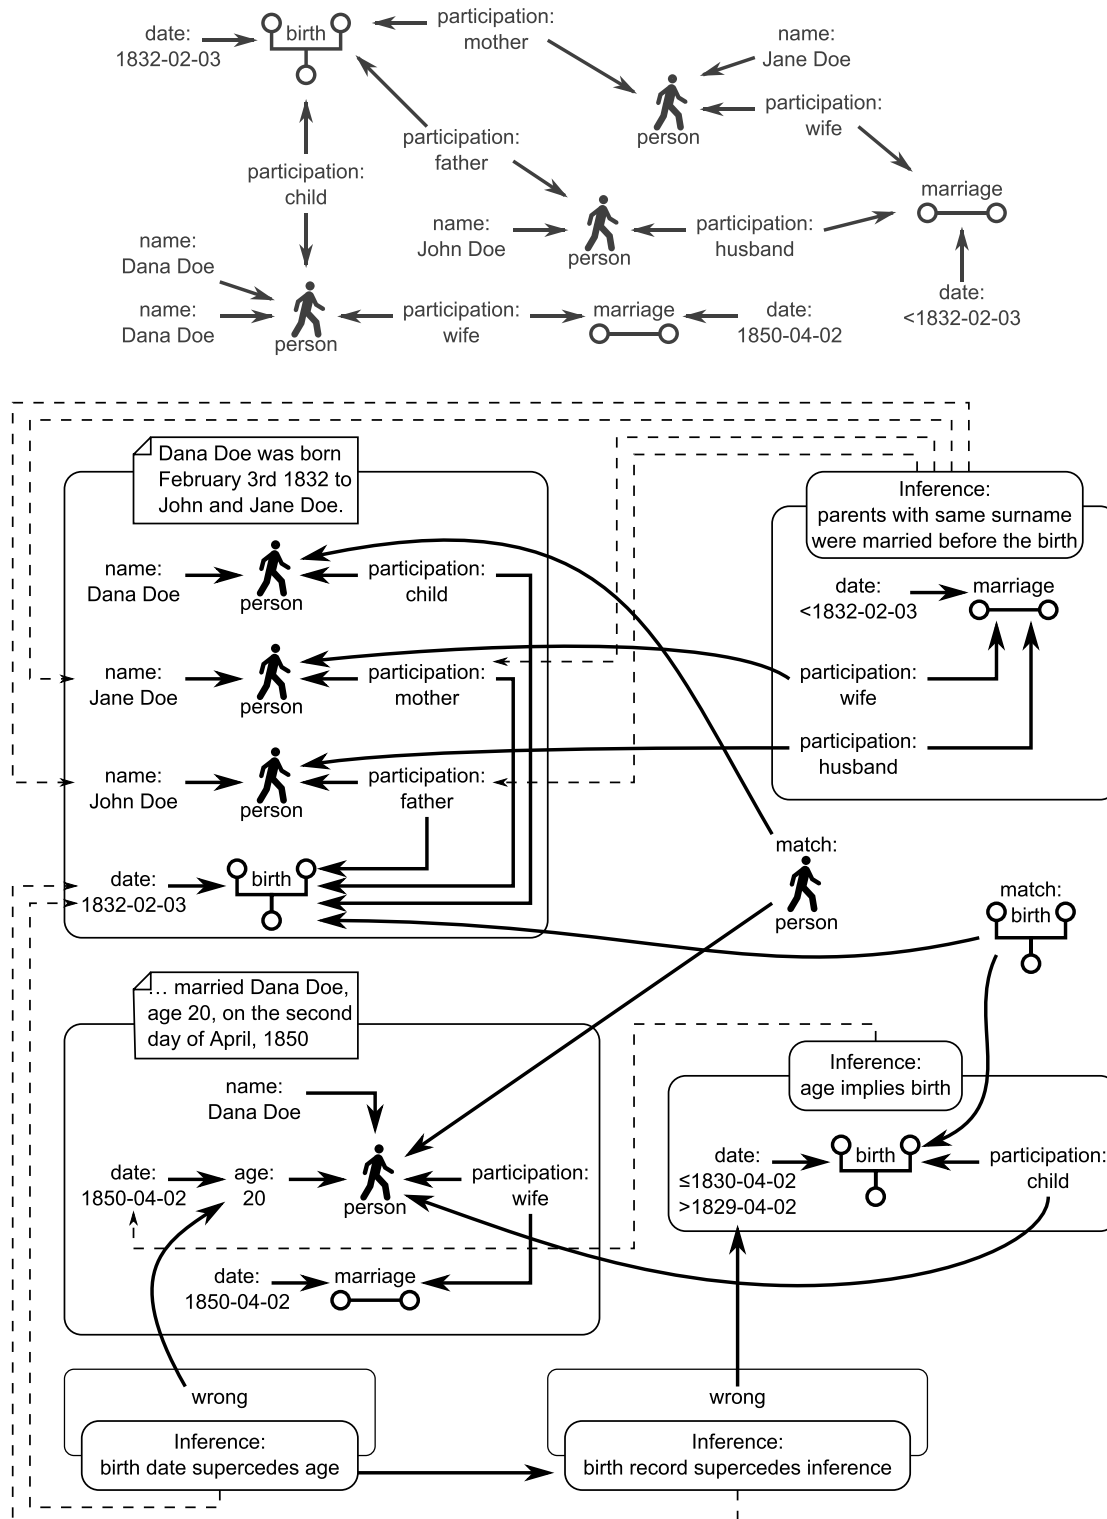 date:
1832-02-03
birth
participation:
mother
name:
Jane Doe
person
participation:
wife
participation:
father
participation:
child
marriage
name:
John Doe
person
participation:
husband
name:
Dana Doe
name:
Dana Doe
person
participation:
wife
marriage
date:
1850-04-02
date:
<1832-02-03
Dana Doe was born
February 3rd 1832 to
John and Jane Doe.
name:
Dana Doe
person
participation:
child
name:
Jane Doe
person
participation:
mother
name:
John Doe
person
participation:
father
date:
1832-02-03
birth
Inference:
parents with same surname
were married before the birth
date:
<1832-02-03
marriage
participation:
wife
participation:
husband
match:
person
match:
birth
… married Dana Doe,
age 20, on the second
day of April, 1850
name:
Dana Doe
date:
1850-04-02
age:
20
person
participation:
wife
date:
1850-04-02
marriage
Inference:
age implies birth
date:
≤1830-04-02
>1829-04-02
birth
participation:
child
wrong
Inference:
birth date supercedes age
wrong
Inference:
birth record supercedes inference